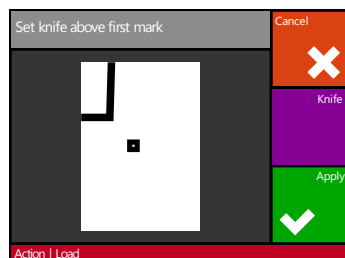 Set knife above first mark
Cancel
Knife
Apply
Action | Load